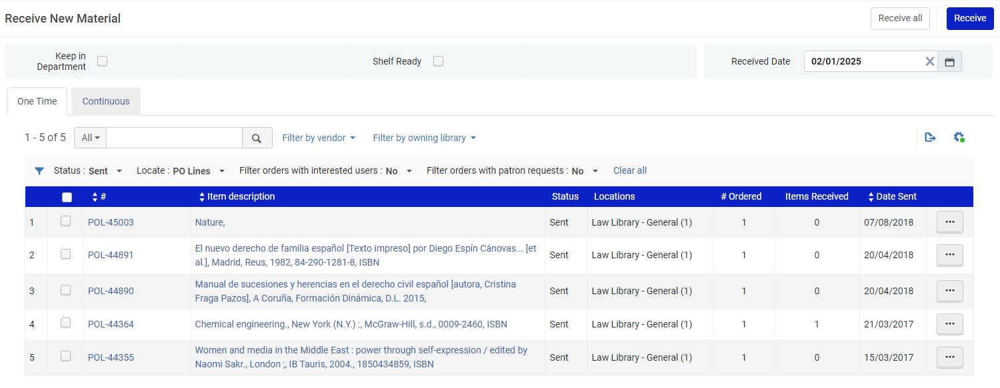 Receive New Material
Receive all
Receive
Keep in
Department
Shelf Ready
Received Date
02/01/2025
One Time
Continuous
1 - 5 of 5
All
Filter by vendor
Filter by owning library
Status : Sent
Locate : PO Lines
Filter orders with interested users : No
Filter orders with patron requests : No
Clear all
# Item description Status Locations # Ordered Items Received Date Sent
1 POL-45003 Nature, Sent Law Library - General (1) 1 0 07/08/2018
El nuevo derecho de familia español [Texto impreso] por Diego Espín Cánovas... [et
2 POL-44891 Sent Law Library - General (1) 1 0 20/04/2018
al.], Madrid, Reus, 1982, 84-290-1281-8, ISBN
Manual de sucesiones y herencias en el derecho civil español [autora, Cristina
3 POL-44890 Sent Law Library - General (1) 1 0 20/04/2018
Fraga Pazos], A Coruña, Formación Dinámica, D.L. 2015,
4 POL-44364 Chemical engineering., New York (N.Y.) :, McGraw-Hill, s.d., 0009-2460, ISBN Sent Law Library - General (1) 1 1 21/03/2017
Women and media in the Middle East : power through self-expression / edited by
5 POL-44355 Sent Law Library - General (1) 1 0 15/03/2017
Naomi Sakr., London ;, IB Tauris, 2004., 1850434859, ISBN